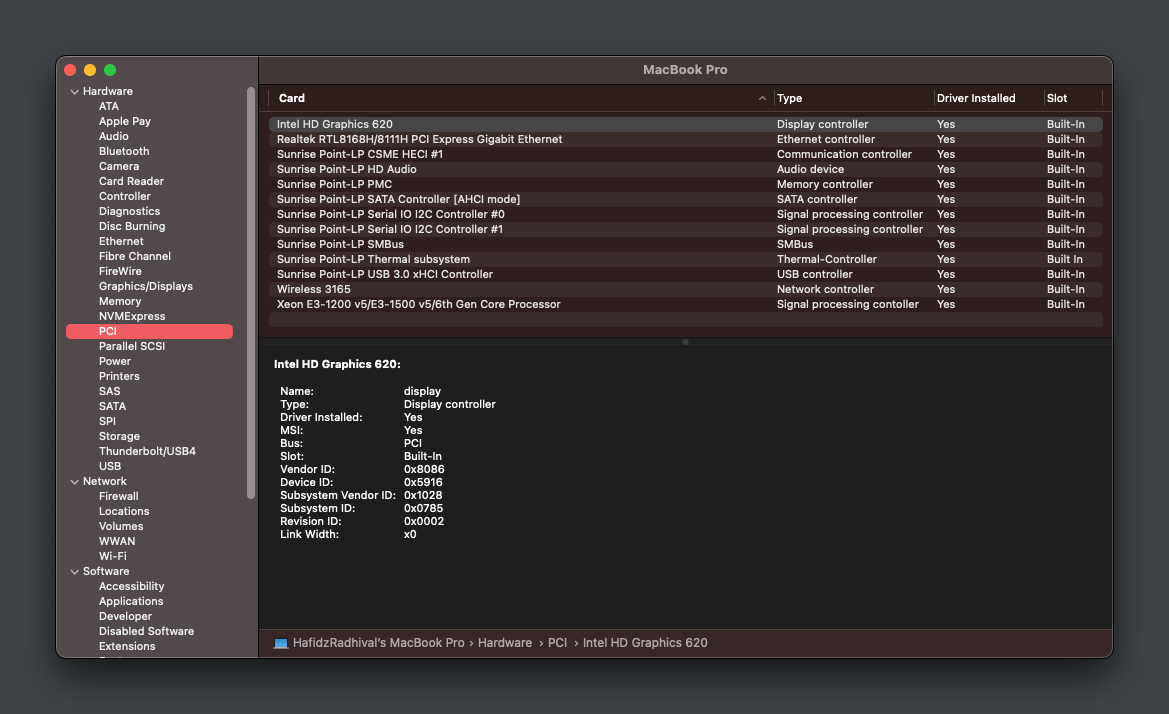 MacBook Pro
Hardware
ATA
Apple Pay
Audio
Bluetooth
Camera
Card Reader
Controller
Diagnostics
Disc Burning
Ethernet
Fibre Channel
FireWire
Graphics/Displays
Memory
NVMExpress
PCI
Parallel SCSI
Power
Printers
SAS
SATA
SPI
Storage
Thunderbolt/USB4
USB
Network
Firewall
Locations
Volumes
WWAN
Wi-Fi
Software
Accessibility
Applications
Developer
Disabled Software
Extensions
Card Type Driver Installed Slot
Intel HD Graphics 620 Display controller Yes Built-In
Realtek RTL8168H/8111H PCI Express Gigabit Ethernet Ethernet controller Yes Built-In
Sunrise Point-LP CSME HECI #1 Communication controller Yes Built-In
Sunrise Point-LP HD Audio Audio device Yes Built-In
Sunrise Point-LP PMC Memory controller Yes Built-In
Sunrise Point-LP SATA Controller [AHCI mode] SATA controller Yes Built-In
Sunrise Point-LP Serial IO I2C Controller #0 Signal processing controller Yes Built-In
Sunrise Point-LP Serial IO I2C Controller #1 Signal processing controller Yes Built-In
Sunrise Point-LP SMBus SMBus Yes Built-In
Sunrise Point-LP Thermal subsystem Thermal-Controller Yes Built In
Sunrise Point-LP USB 3.0 xHCI Controller USB controller Yes Built-In
Wireless 3165 Network controller Yes Built-In
Xeon E3-1200 v5/E3-1500 v5/6th Gen Core Processor Signal processing contoller Yes Built-In
Intel HD Graphics 620:
Name: display
Type: Display controller
Driver Installed: Yes
MSI: Yes
Bus: PCI
Slot: Built-In
Vendor ID: 0x8086
Device ID: 0x5916
Subsystem Vendor ID: 0x1028
Subsystem ID: 0x0785
Revision ID: 0x0002
Link Width: x0
HafidzRadhival's MacBook Pro › Hardware › PCI › Intel HD Graphics 620